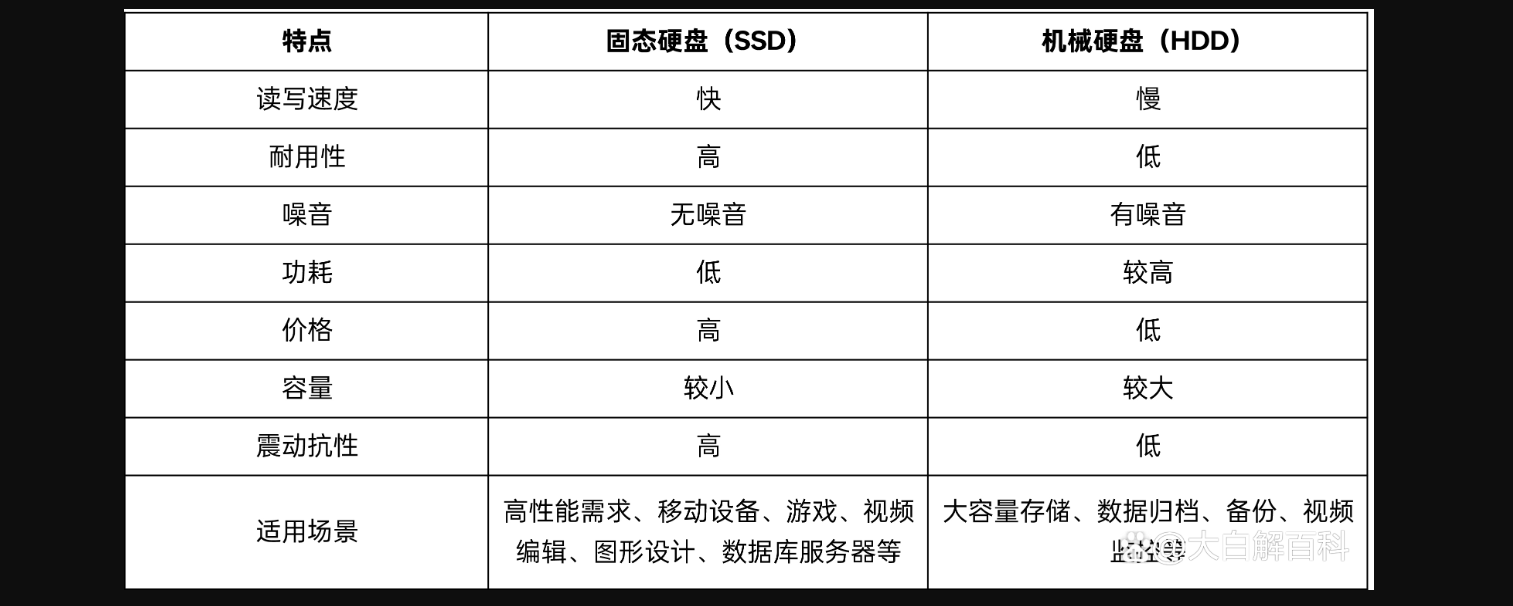 特点 固态硬盘（SSD） 机械硬盘（HDD）
读写速度 快 慢
耐用性 高 低
噪音 无噪音 有噪音
功耗 低 较高
价格 高 低
容量 较小 较大
震动抗性 高 低
适用场景
高性能需求、移动设备、游戏、视频
编辑、图形设计、数据库服务器等
大容量存储、数据归档、备份、视频
监控等
@大白解百科